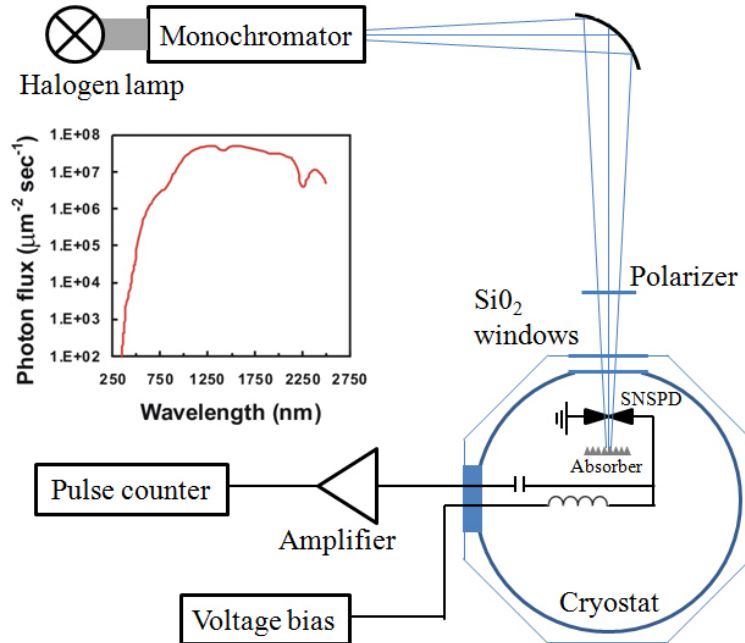 Monochromator
Halogen lamp
1.E+08
1.E+07
1.E+06
1.E+05
1.E+04
1.E+03
1.E+02
Photon flux (μm⁻² sec⁻¹)
250 750 1250 1750 2250 2750
Wavelength (nm)
Polarizer
Si0₂
windows
SNSPD
Absorber
Pulse counter
Amplifier
Voltage bias
Cryostat